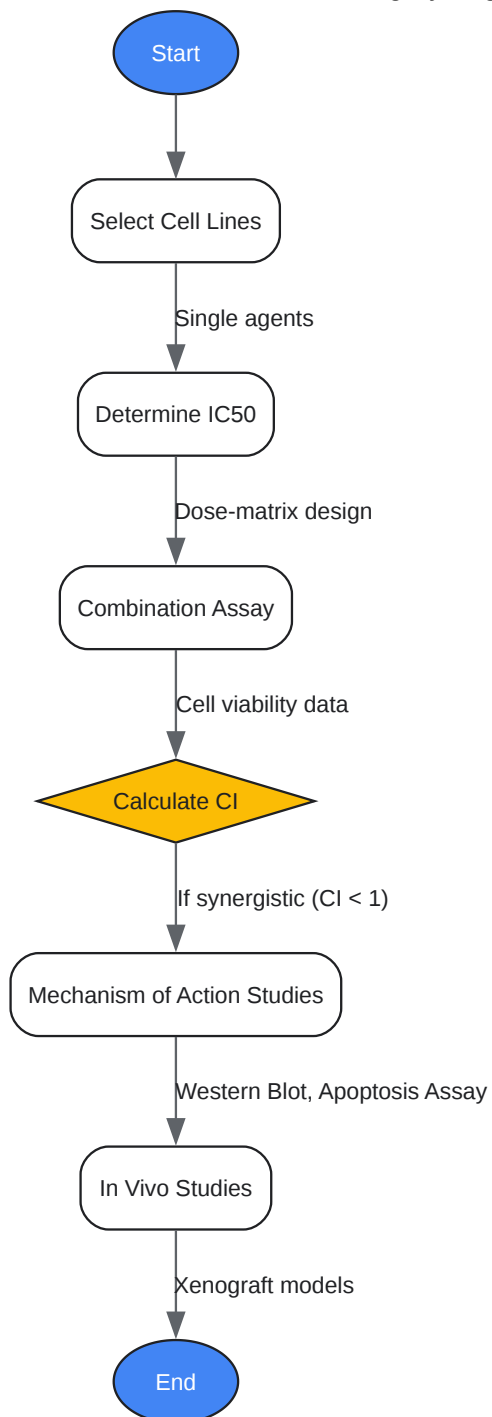 Start
Select Cell Lines
Single agents
Determine IC50
Dose-matrix design
Combination Assay
Cell viability data
Calculate CI
If synergistic (CI < 1)
Mechanism of Action Studies
Western Blot, Apoptosis Assay
In Vivo Studies
Xenograft models
End